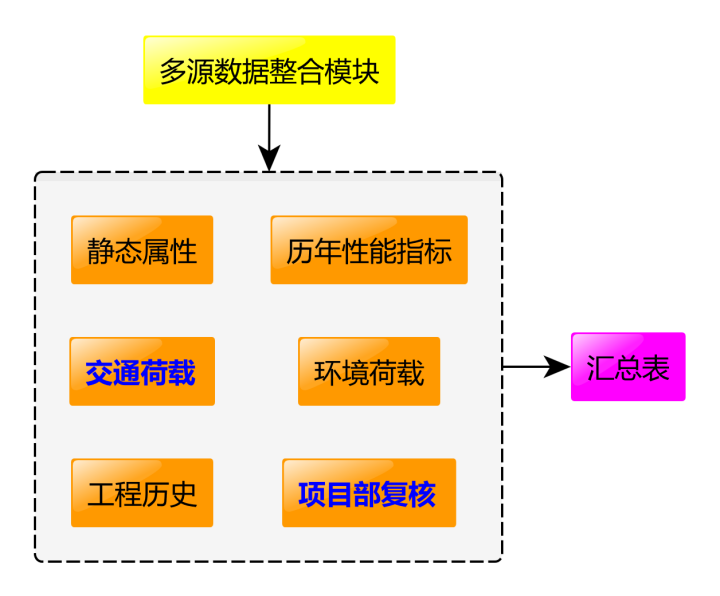 多源数据整合模块
静态属性
历年性能指标
交通荷载
环境荷载
汇总表
工程历史
项目部复核